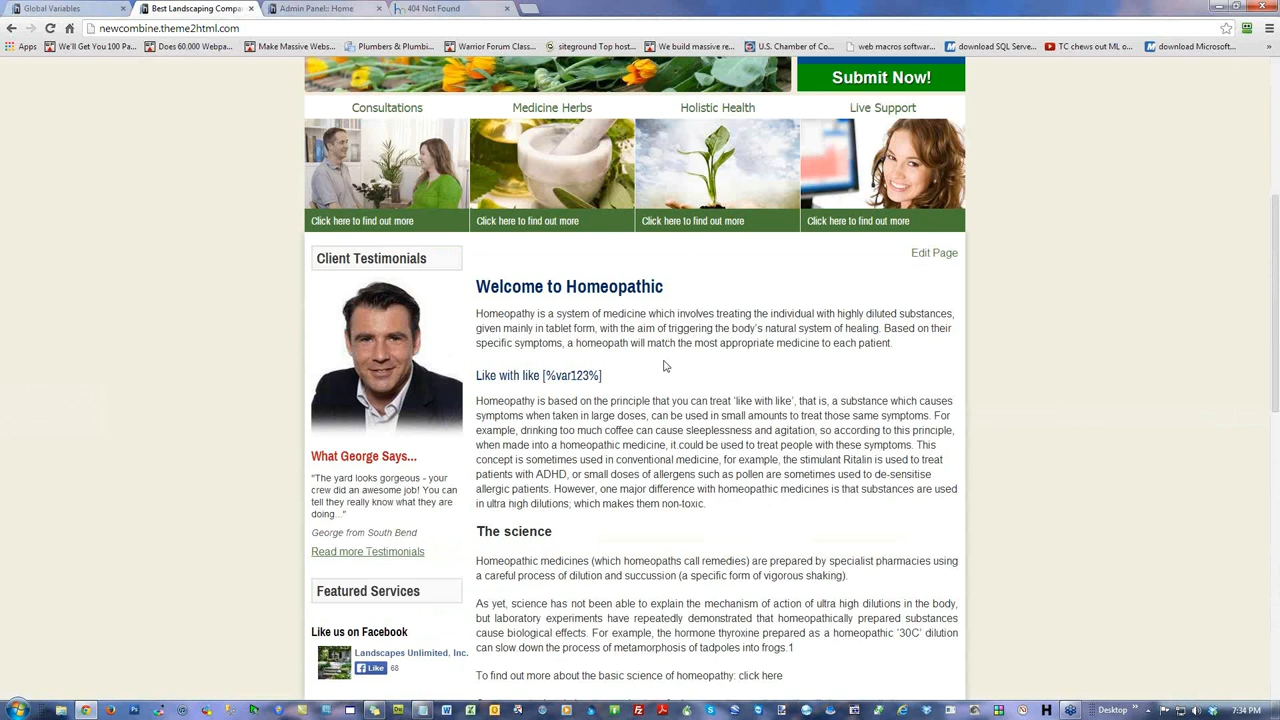 Global Variables
Best Landscaping Compa
Admin Panel:: Home
404 Not Found
newcombine.theme2html.com
Apps
We'll Get You 100 Pa...
Does 60,000 Webpa...
Make Massive Webs...
Plumbers & Plumbi...
Warrior Forum Class...
siteground Top host...
We build massive re...
U.S. Chamber of Co...
web macros softwar...
download SQL Serve...
TC chews out ML o...
download Microsoft...
Submit Now!
Consultations
Medicine Herbs
Holistic Health
Live Support
Click here to find out more
Click here to find out more
Click here to find out more
Click here to find out more
Client Testimonials
What George Says...
"The yard looks gorgeous - your
crew did an awesome job! You can
tell they really know what they are
doing..."
George from South Bend
Read more Testimonials
Featured Services
Like us on Facebook
Landscapes Unlimited, Inc.
Like 68
Edit Page
Welcome to Homeopathic
Homeopathy is a system of medicine which involves treating the individual with highly diluted substances,
given mainly in tablet form, with the aim of triggering the body's natural system of healing. Based on their
specific symptoms, a homeopath will match the most appropriate medicine to each patient.
Like with like [%var123%]
Homeopathy is based on the principle that you can treat 'like with like', that is, a substance which causes
symptoms when taken in large doses, can be used in small amounts to treat those same symptoms. For
example, drinking too much coffee can cause sleeplessness and agitation, so according to this principle,
when made into a homeopathic medicine, it could be used to treat people with these symptoms. This
concept is sometimes used in conventional medicine, for example, the stimulant Ritalin is used to treat
patients with ADHD, or small doses of allergens such as pollen are sometimes used to de-sensitise
allergic patients. However, one major difference with homeopathic medicines is that substances are used
in ultra high dilutions, which makes them non-toxic.
The science
Homeopathic medicines (which homeopaths call remedies) are prepared by specialist pharmacies using
a careful process of dilution and succussion (a specific form of vigorous shaking).
As yet, science has not been able to explain the mechanism of action of ultra high dilutions in the body,
but laboratory experiments have repeatedly demonstrated that homeopathically prepared substances
cause biological effects. For example, the hormone thyroxine prepared as a homeopathic '30C' dilution
can slow down the process of metamorphosis of tadpoles into frogs.1
To find out more about the basic science of homeopathy: click here
Desktop
7:34 PM